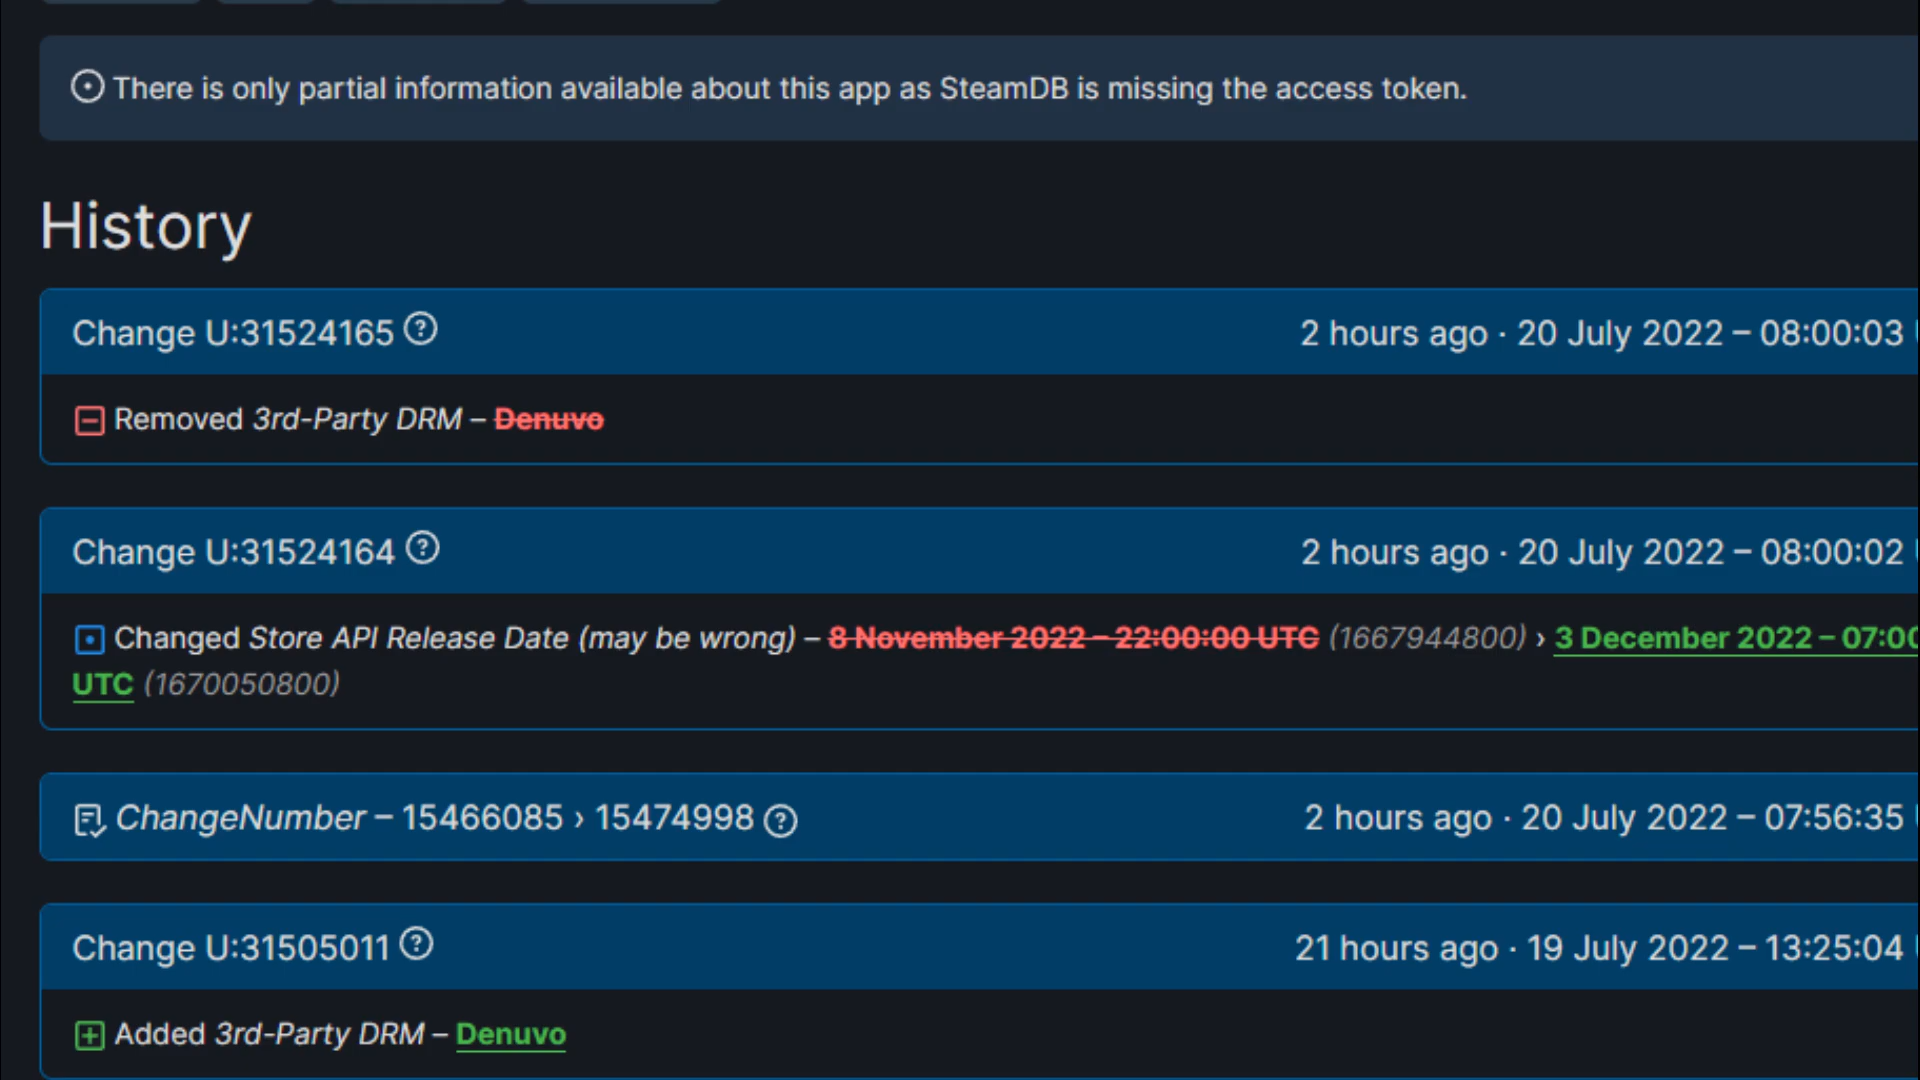 There is only partial information available about this app as SteamDB is missing the access token.
History
Change U:31524165
2 hours ago · 20 July 2022 – 08:00:03
Removed 3rd-Party DRM – Denuvo
Change U:31524164
2 hours ago · 20 July 2022 – 08:00:02
Changed Store API Release Date (may be wrong) – 8 November 2022 – 22:00:00 UTC (1667944800) › 3 December 2022 – 07:00
UTC (1670050800)
ChangeNumber – 15466085 › 15474998
2 hours ago · 20 July 2022 – 07:56:35
Change U:31505011
21 hours ago · 19 July 2022 – 13:25:04
Added 3rd-Party DRM – Denuvo